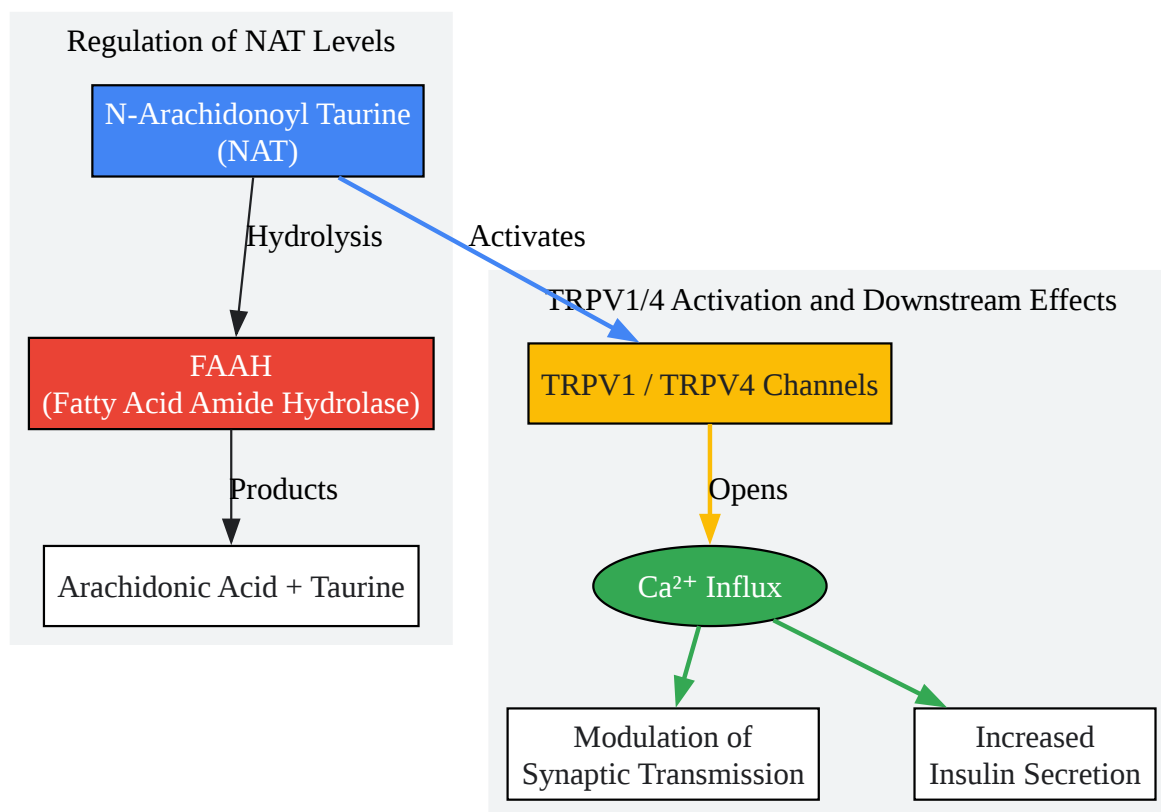 Regulation of NAT Levels
N-Arachidonoyl Taurine
(NAT)
Hydrolysis
Activates
TRPV1/4 Activation and Downstream Effects
FAAH
(Fatty Acid Amide Hydrolase)
TRPV1 / TRPV4 Channels
Products
Opens
Arachidonic Acid + Taurine
Ca²⁺ Influx
Modulation of
Synaptic Transmission
Increased
Insulin Secretion